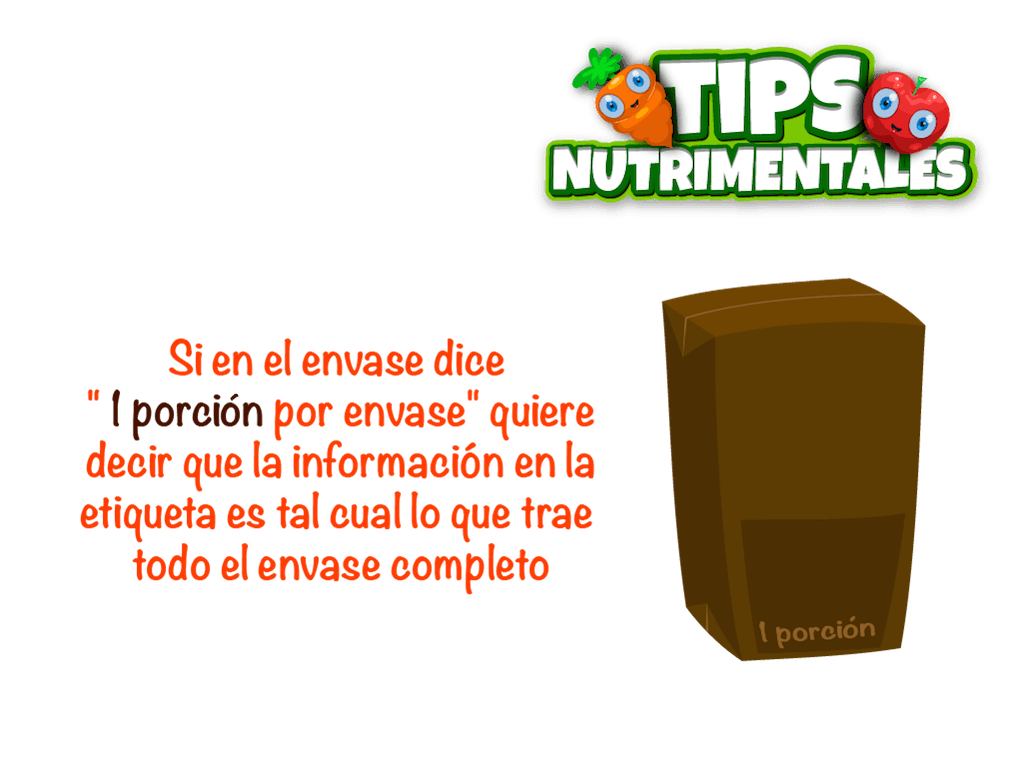 TIPS
NUTRIMENTALES
Si en el envase dice
" 1 porción por envase" quiere
decir que la información en la
etiqueta es tal cual lo que trae
todo el envase completo
1 porción